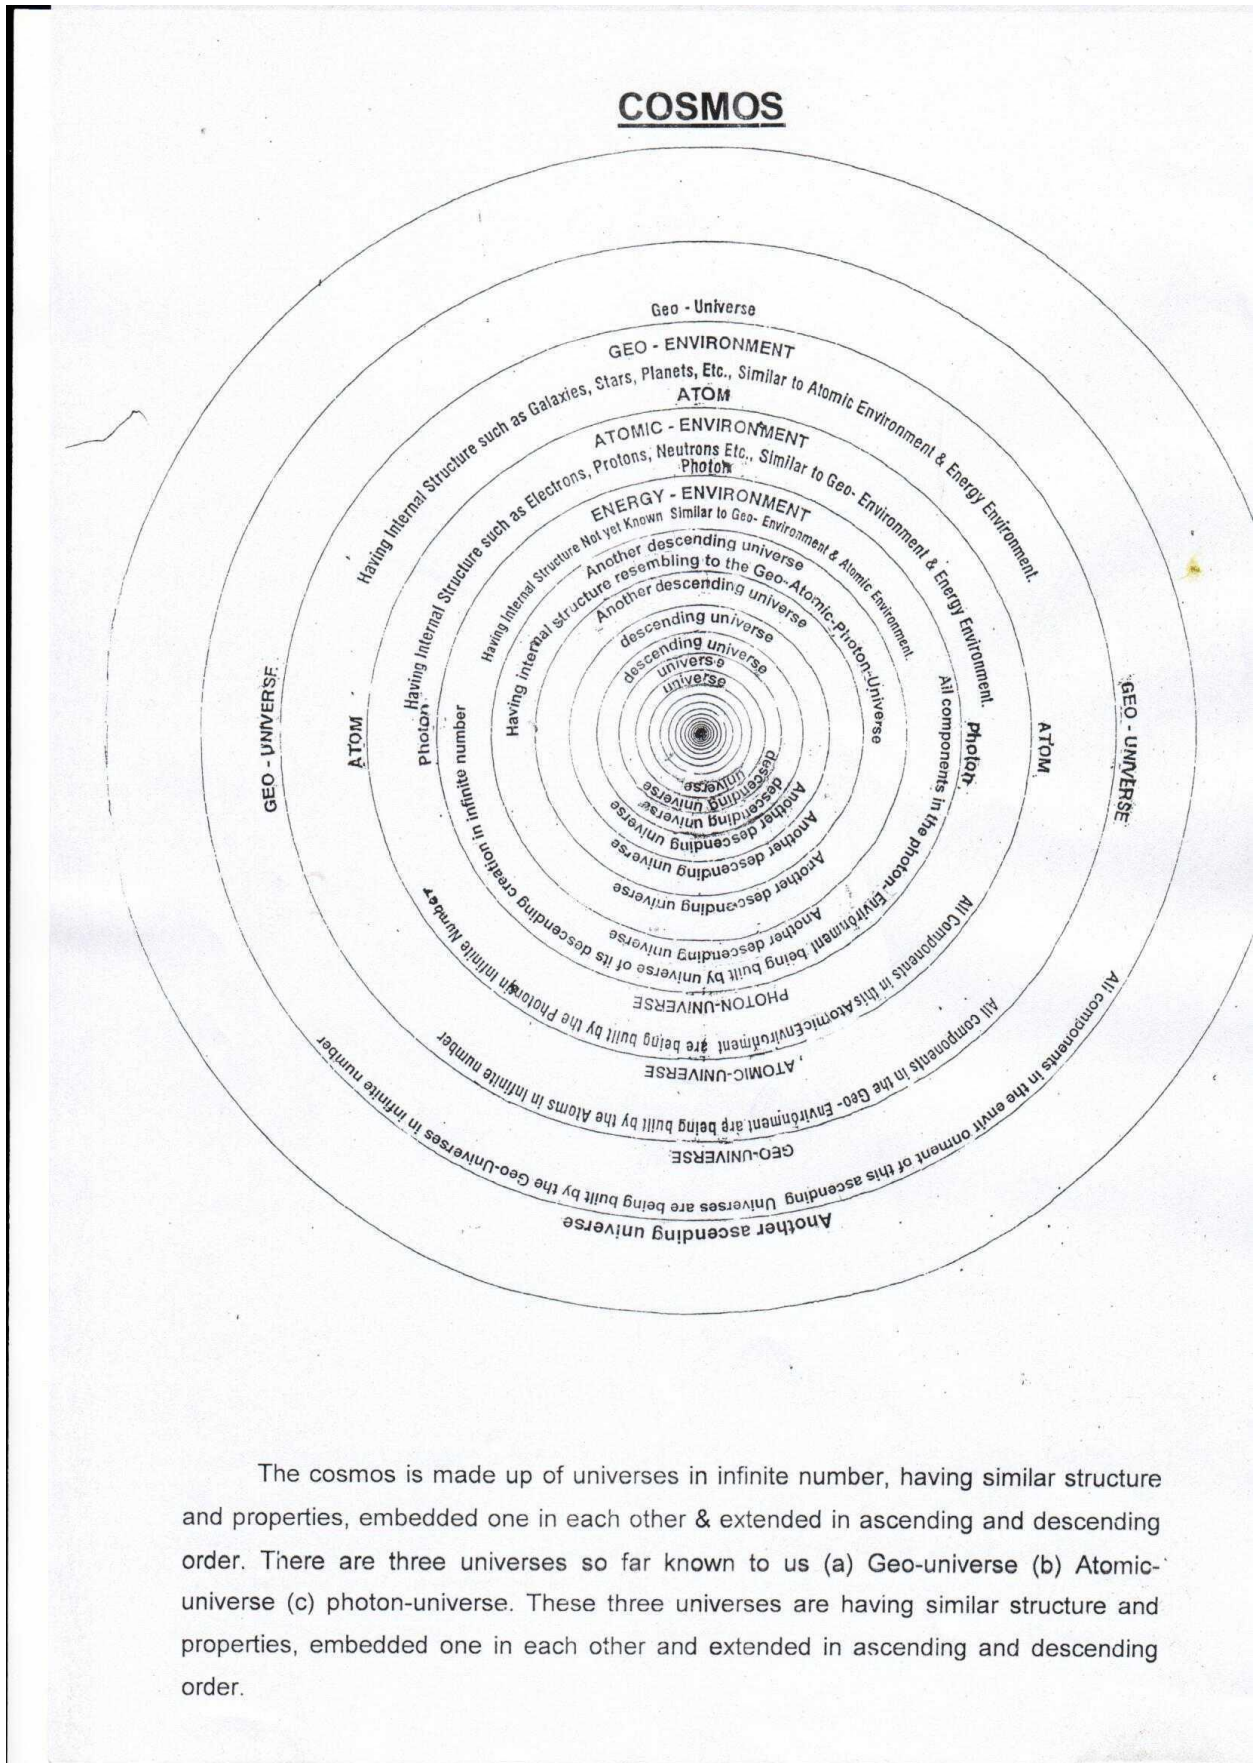 COSMOS
Geo - Universe
GEO - ENVIRONMENT
Having Internal Structure such as Galaxies, Stars, Planets, Etc., Similar to Atomic Environment & Energy Environment.
ATOM
ATOMIC - ENVIRONMENT
Having Internal Structure such as Electrons, Protons, Neutrons Etc., Similar to Geo- Environment & Energy Environment.
Photon
ENERGY - ENVIRONMENT
Having Internal Structure Not yet Known Similar to Geo- Environment & Atomic Environment.
Another descending universe
Having internal structure resembling to the Geo-Atomic-Photon-Universe
Another descending universe
descending universe
descending universe
universe
universe
GEO - UNIVERSE
ATOM
Photon
Photon
ATOM
GEO - UNIVERSE
universe
descending universe
descending universe
Another descending universe
Another descending universe
Another descending universe
Another descending universe
All components in the photon- Environment being built by universe of its descending creation in infinite number
PHOTON-UNIVERSE
All Components in this Atomic Environment are being built by the Photons in Infinite Number
ATOMIC-UNIVERSE
All components in the Geo- Environment are being built by the Atoms in Infinite number
GEO-UNIVERSE
All components in the envir onment of this ascending Universes are being built by the Geo-Universes in infinite number
Another ascending universe
The cosmos is made up of universes in infinite number, having similar structure
and properties, embedded one in each other & extended in ascending and descending
order. There are three universes so far known to us (a) Geo-universe (b) Atomic-
universe (c) photon-universe. These three universes are having similar structure and
properties, embedded one in each other and extended in ascending and descending
order.